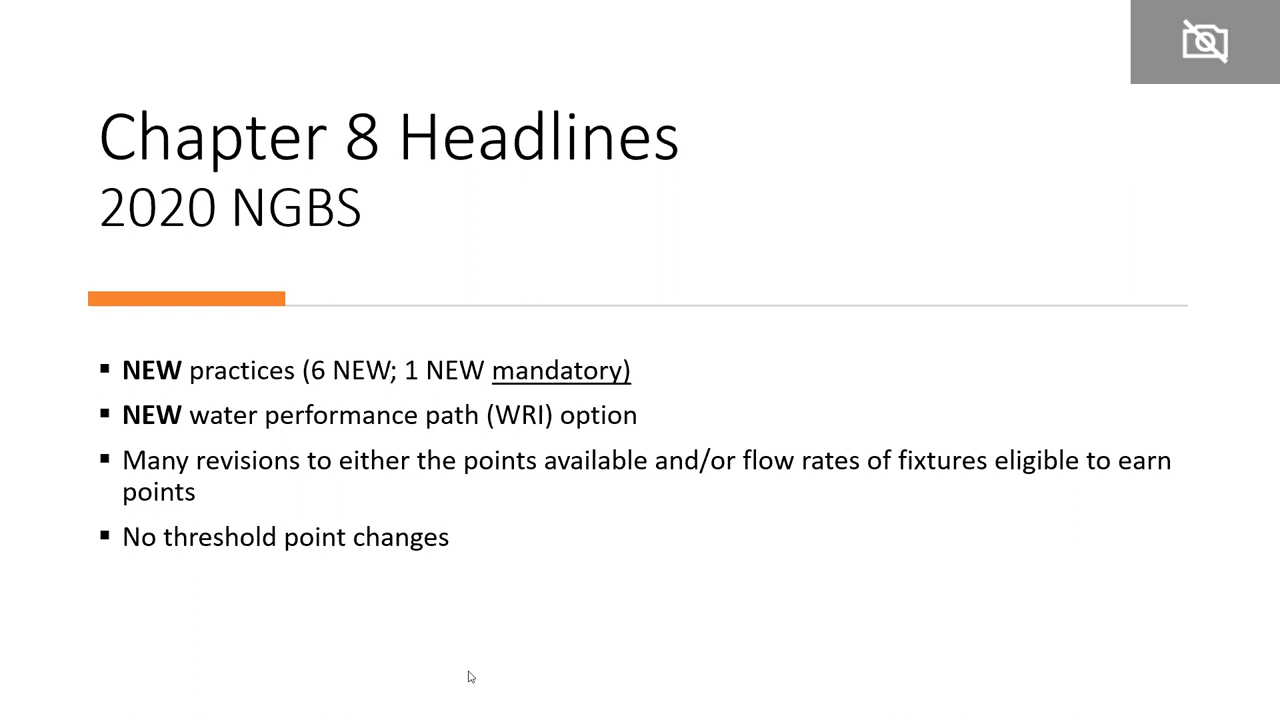 Chapter 8 Headlines
2020 NGBS
▪ NEW practices (6 NEW; 1 NEW mandatory)
▪ NEW water performance path (WRI) option
▪ Many revisions to either the points available and/or flow rates of fixtures eligible to earn
points
▪ No threshold point changes